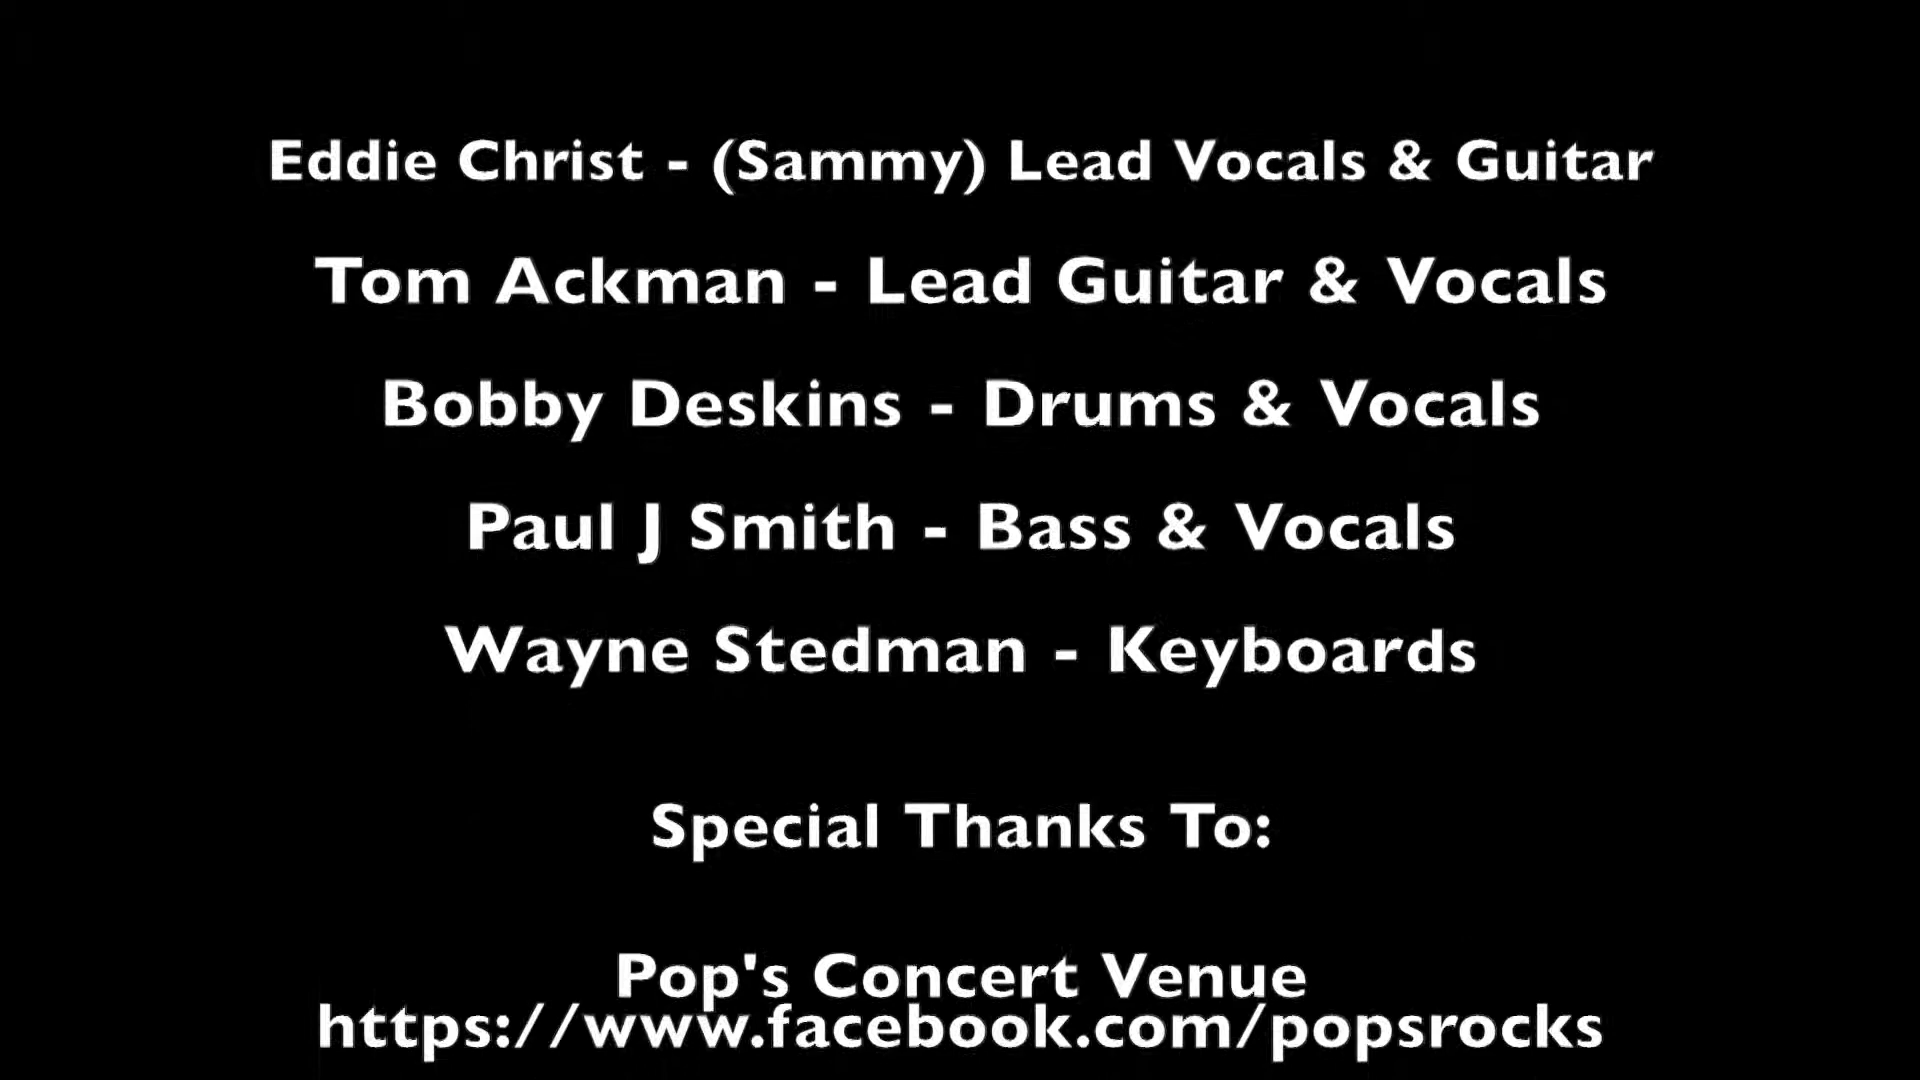 Eddie Christ - (Sammy) Lead Vocals & Guitar
Tom Ackman - Lead Guitar & Vocals
Bobby Deskins - Drums & Vocals
Paul J Smith - Bass & Vocals
Wayne Stedman - Keyboards
Special Thanks To:
Pop's Concert Venue
https://www.facebook.com/popsrocks